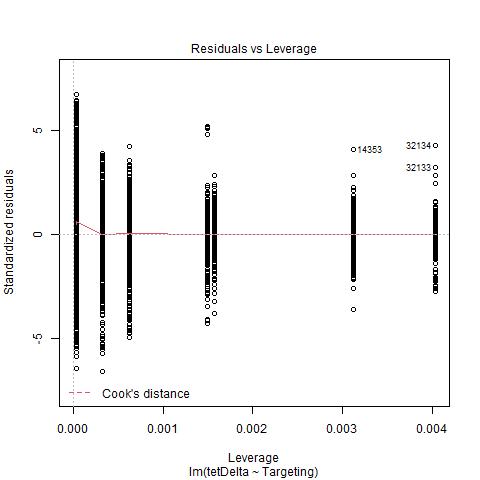 Residuals vs Leverage
Standardized residuals
5
0
-5
14353
32134
32133
Cook's distance
0.000
0.001
0.002
0.003
0.004
Leverage
lm(tetDelta ~ Targeting)